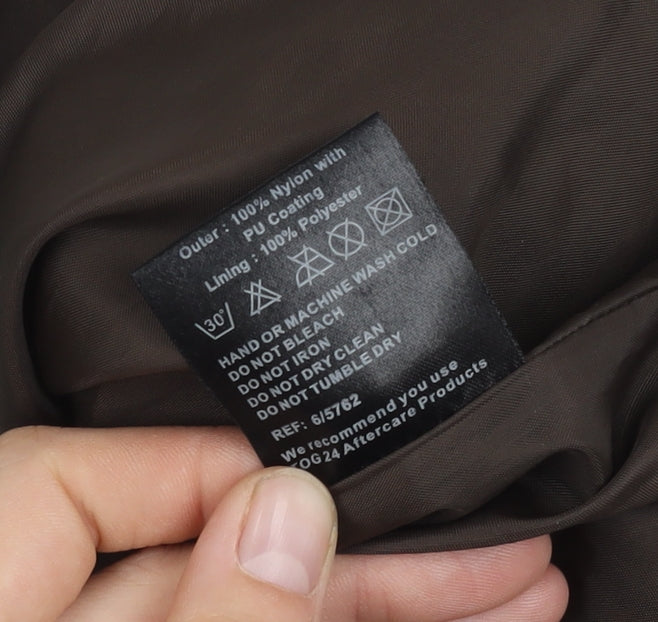 Outer : 100% Nylon with
PU Coating
Lining : 100% Polyester
30°
HAND OR MACHINE WASH COLD
DO NOT BLEACH
DO NOT IRON
DO NOT DRY CLEAN
DO NOT TUMBLE DRY
REF: 6/5762
We recommend you use
TOG24 Aftercare Products